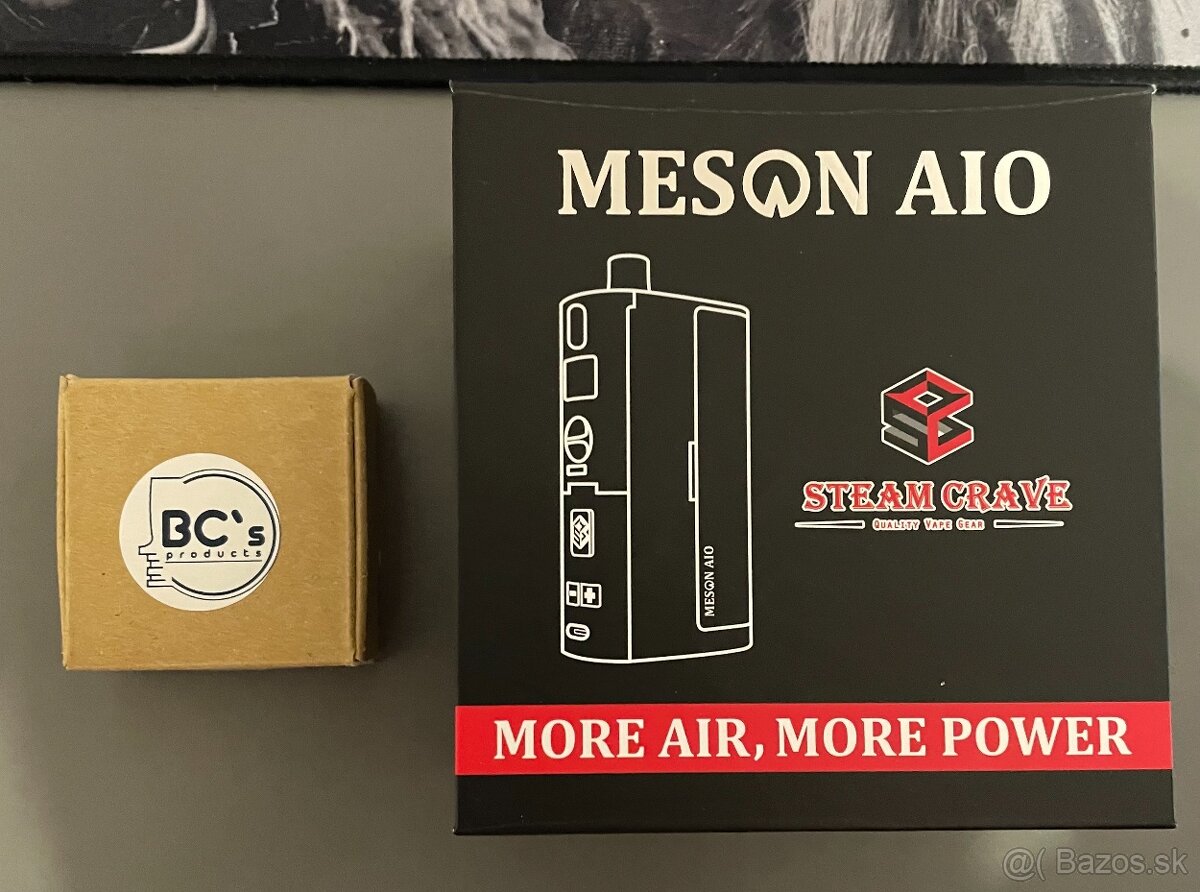 BC's
products
MESON AIO
STEAM CRAVE
QUALITY VAPE GEAR
MESON AIO
MORE AIR, MORE POWER
@( Bazos.sk